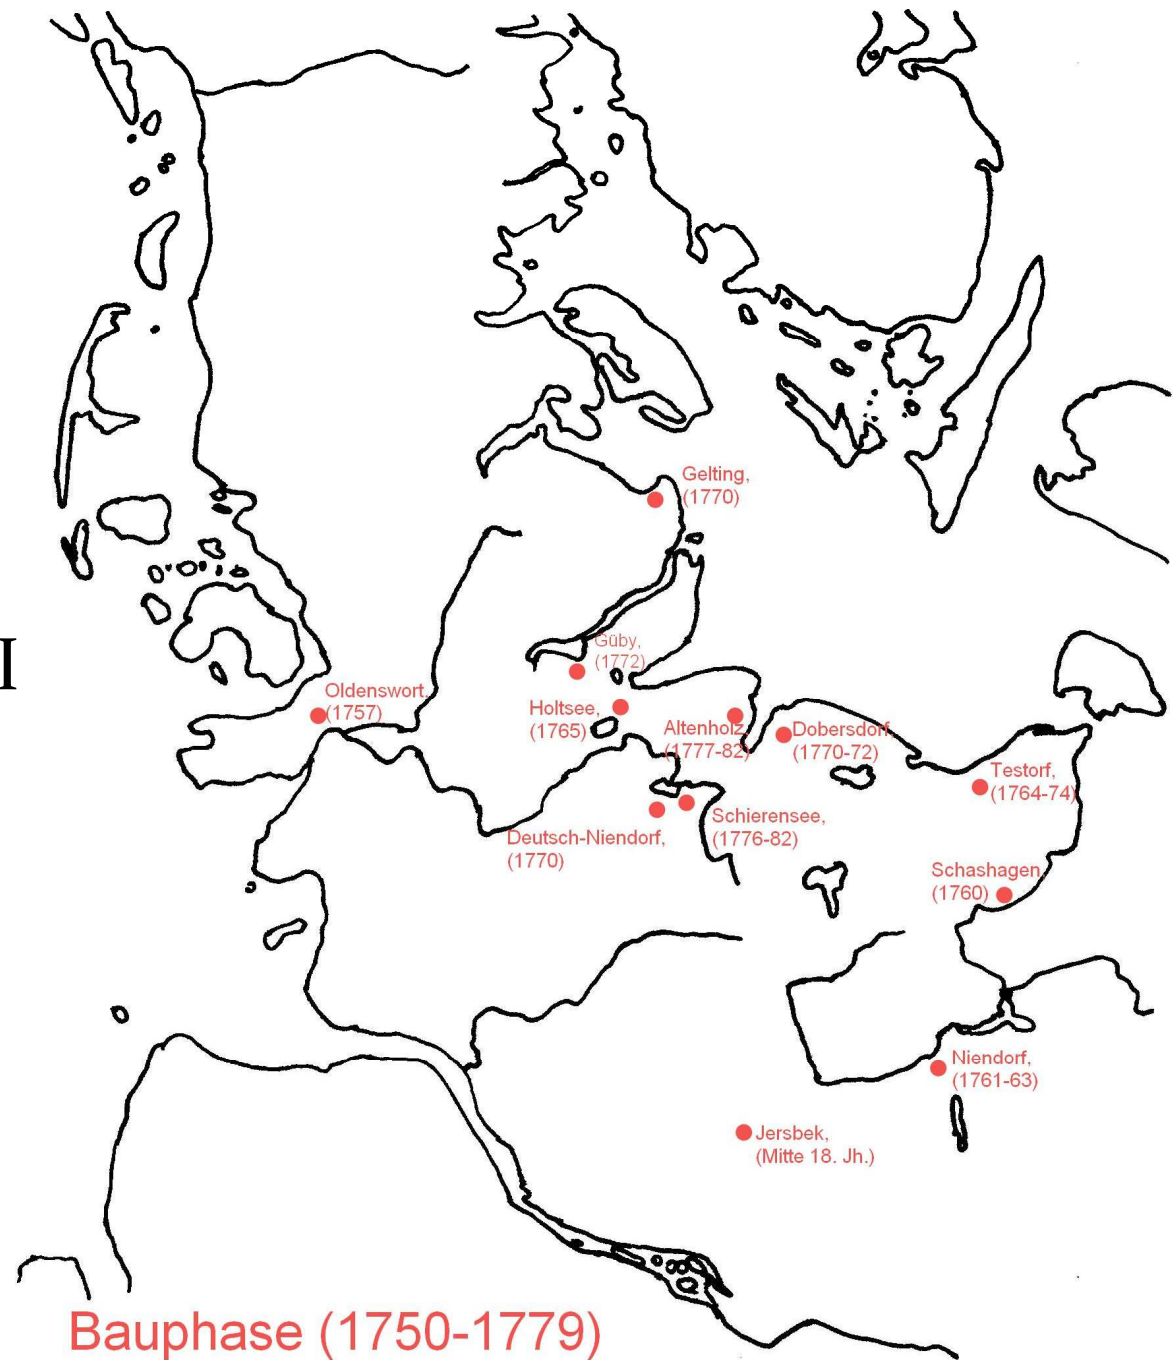 Gelting,
(1770)
Güby,
(1772)
I
Oldenswort,
(1757)
Holtsee,
(1765)
Altenholz,
(1777-82)
Dobersdorf,
(1770-72)
Testorf,
(1764-74)
Schierensee,
(1776-82)
Deutsch-Niendorf,
(1770)
Schashagen,
(1760)
Niendorf,
(1761-63)
Jersbek,
(Mitte 18. Jh.)
Bauphase (1750-1779)